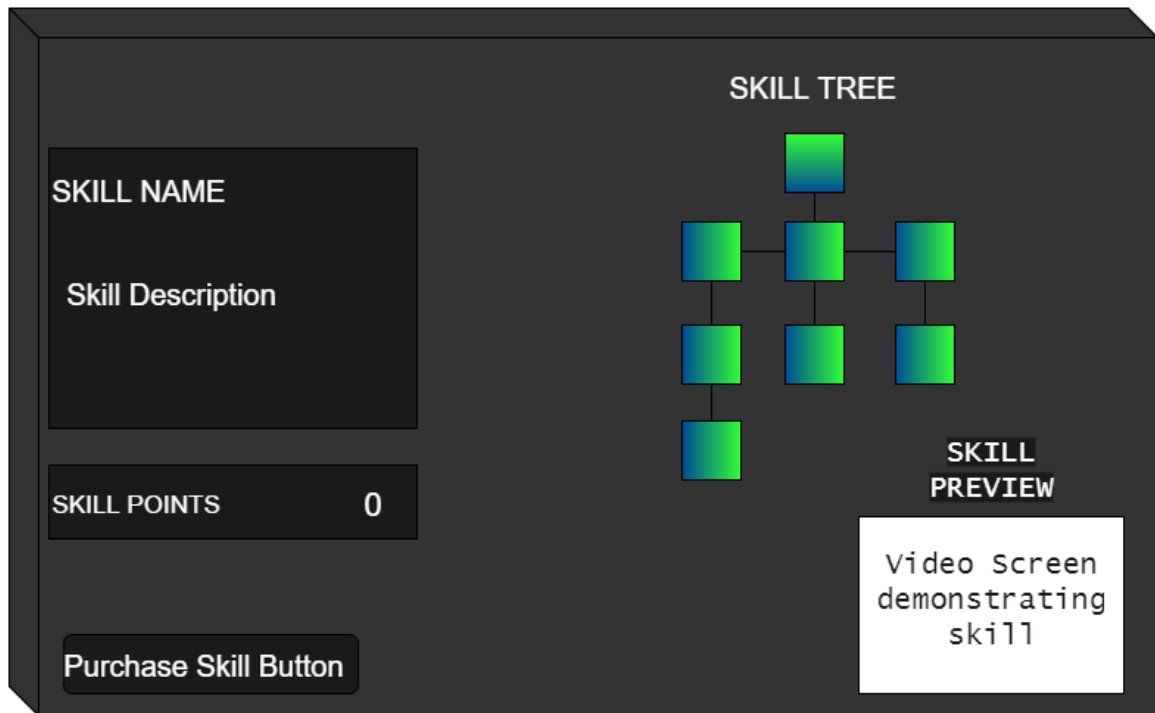 SKILL TREE
SKILL NAME
Skill Description
SKILL POINTS 0
Purchase Skill Button
SKILL
PREVIEW
Video Screen
demonstrating
skill